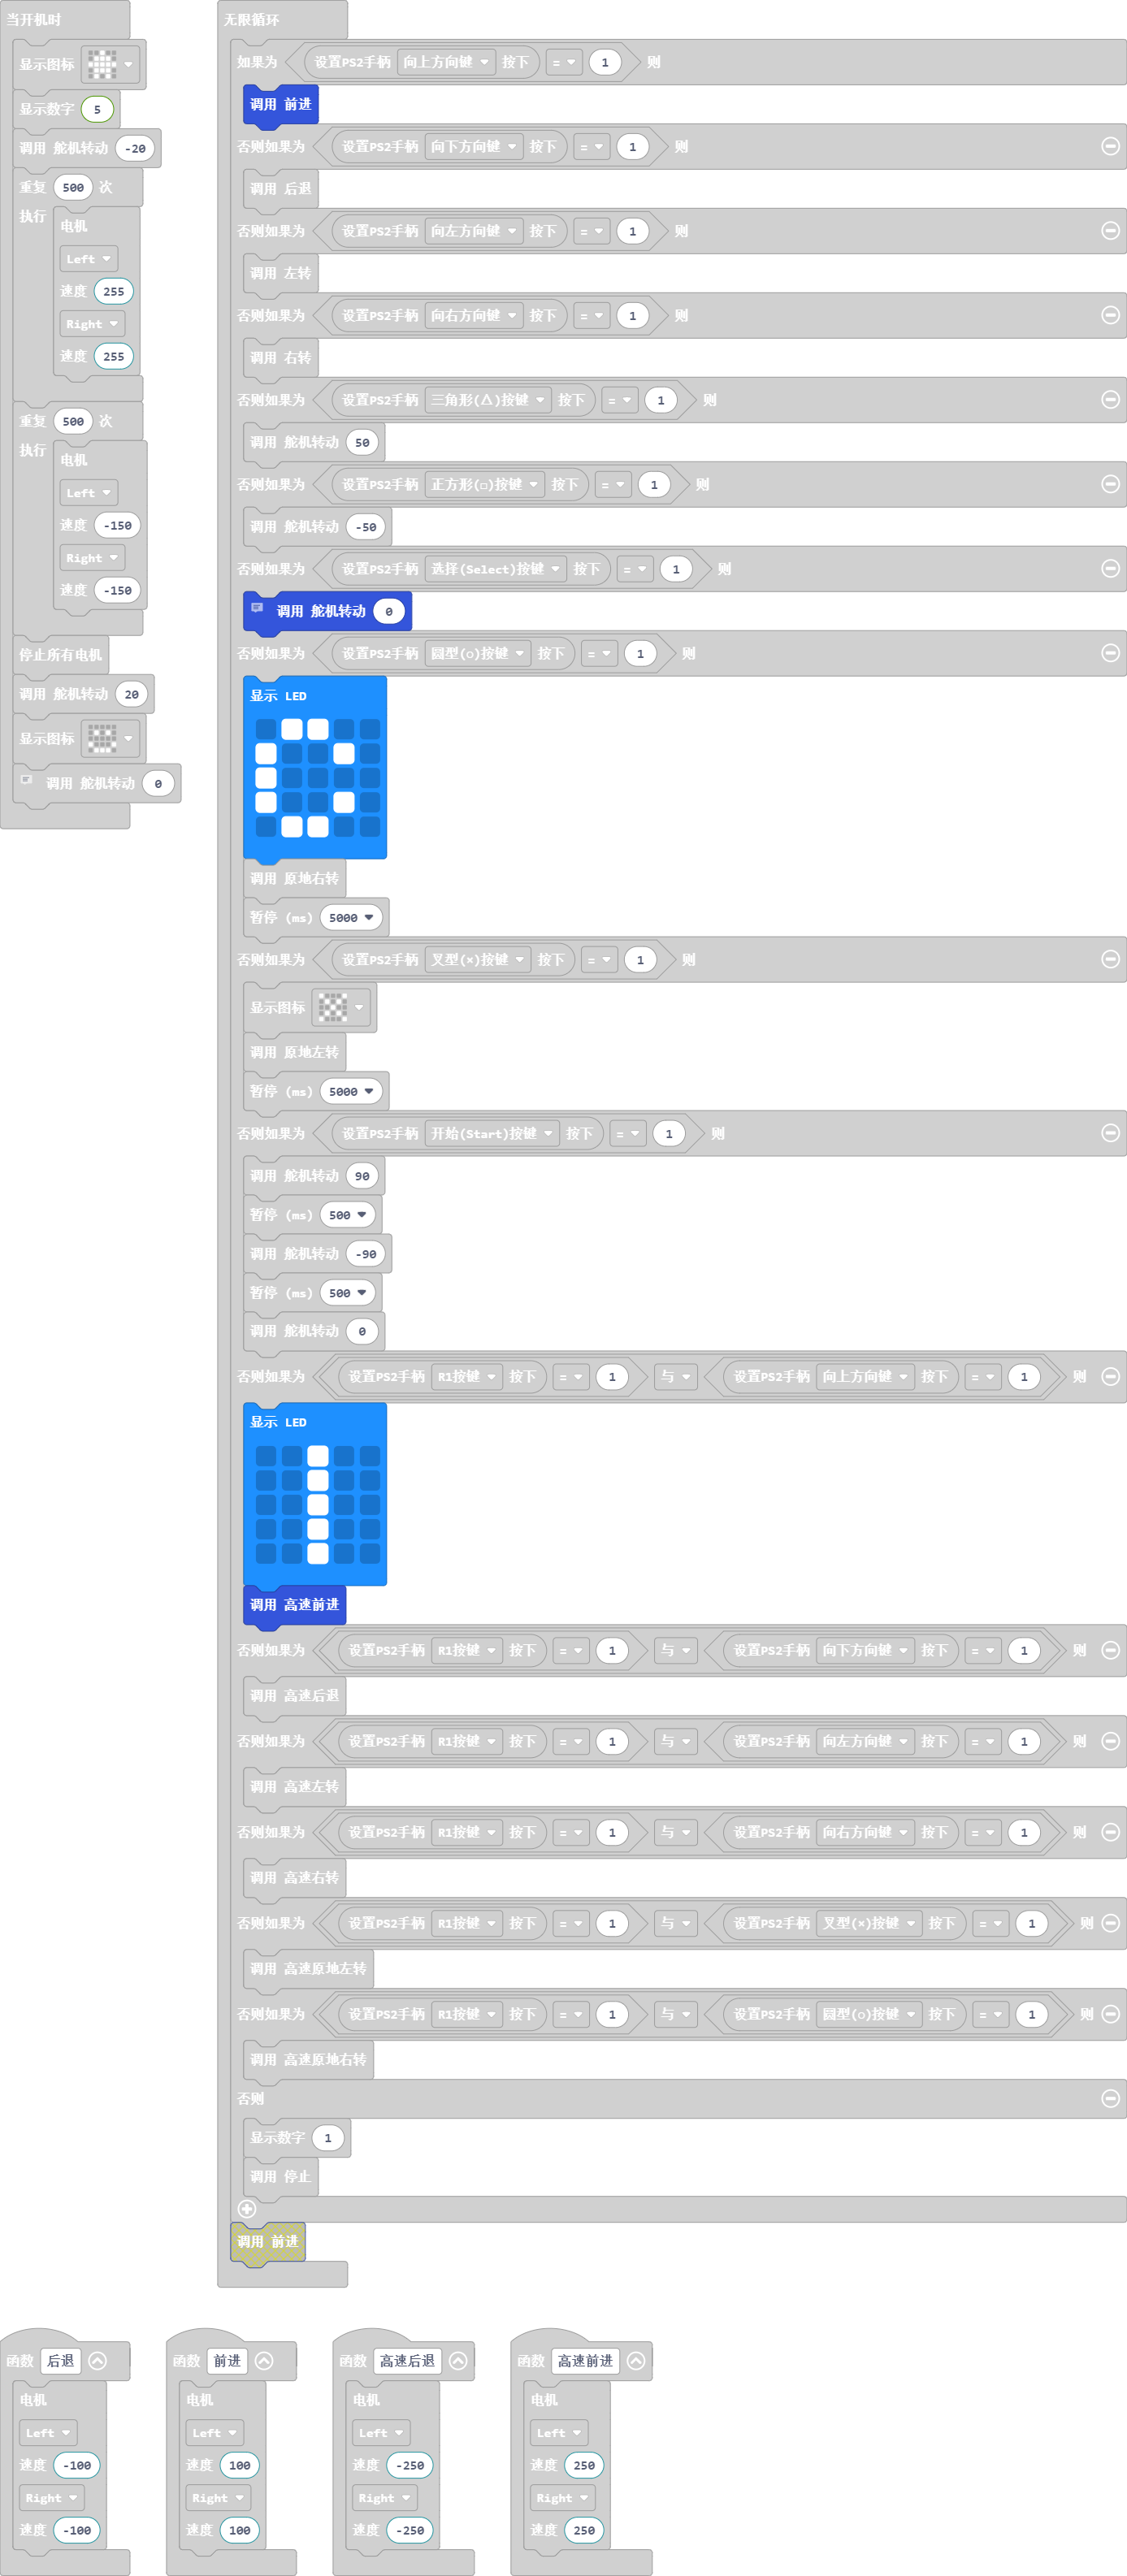 当开机时
显示图标
显示数字 5
调用 舵机转动 -20
重复 500 次
执行
电机
Left
速度 255
Right
速度 255
重复 500 次
执行
电机
Left
速度 -150
Right
速度 -150
停止所有电机
调用 舵机转动 20
显示图标
调用 舵机转动 0
无限循环
如果为 设置PS2手柄 向上方向键 按下 = 1 则
调用 前进
否则如果为 设置PS2手柄 向下方向键 按下 = 1 则
调用 后退
否则如果为 设置PS2手柄 向左方向键 按下 = 1 则
调用 左转
否则如果为 设置PS2手柄 向右方向键 按下 = 1 则
调用 右转
否则如果为 设置PS2手柄 三角形(△)按键 按下 = 1 则
调用 舵机转动 50
否则如果为 设置PS2手柄 正方形(□)按键 按下 = 1 则
调用 舵机转动 -50
否则如果为 设置PS2手柄 选择(Select)按键 按下 = 1 则
调用 舵机转动 0
否则如果为 设置PS2手柄 圆型(○)按键 按下 = 1 则
显示 LED
调用 原地右转
暂停 (ms) 5000
否则如果为 设置PS2手柄 叉型(×)按键 按下 = 1 则
显示图标
调用 原地左转
暂停 (ms) 5000
否则如果为 设置PS2手柄 开始(Start)按键 按下 = 1 则
调用 舵机转动 90
暂停 (ms) 500
调用 舵机转动 -90
暂停 (ms) 500
调用 舵机转动 0
否则如果为 设置PS2手柄 R1按键 按下 = 1 与 设置PS2手柄 向上方向键 按下 = 1 则
显示 LED
调用 高速前进
否则如果为 设置PS2手柄 R1按键 按下 = 1 与 设置PS2手柄 向下方向键 按下 = 1 则
调用 高速后退
否则如果为 设置PS2手柄 R1按键 按下 = 1 与 设置PS2手柄 向左方向键 按下 = 1 则
调用 高速左转
否则如果为 设置PS2手柄 R1按键 按下 = 1 与 设置PS2手柄 向右方向键 按下 = 1 则
调用 高速右转
否则如果为 设置PS2手柄 R1按键 按下 = 1 与 设置PS2手柄 叉型(×)按键 按下 = 1 则
调用 高速原地左转
否则如果为 设置PS2手柄 R1按键 按下 = 1 与 设置PS2手柄 圆型(○)按键 按下 = 1 则
调用 高速原地右转
否则
显示数字 1
调用 停止
调用 前进
函数 后退
电机
Left
速度 -100
Right
速度 -100
函数 前进
电机
Left
速度 100
Right
速度 100
函数 高速后退
电机
Left
速度 -250
Right
速度 -250
函数 高速前进
电机
Left
速度 250
Right
速度 250